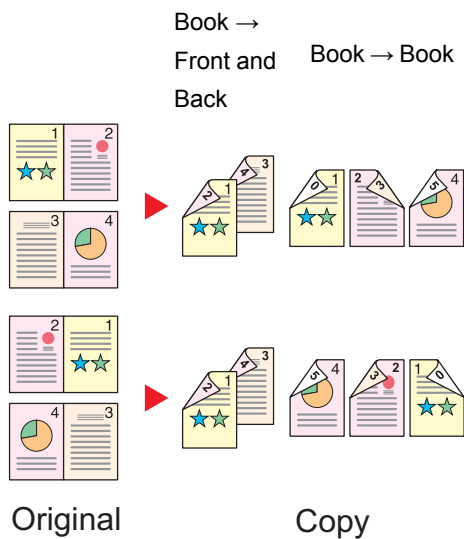 Book →
Front and
Back
Book → Book
1 2
3 4
2 1 4 3
0 1 2 3 5 4
2 1
4 3
2 1 4 3
5 4 3 2 1 0
Original
Copy